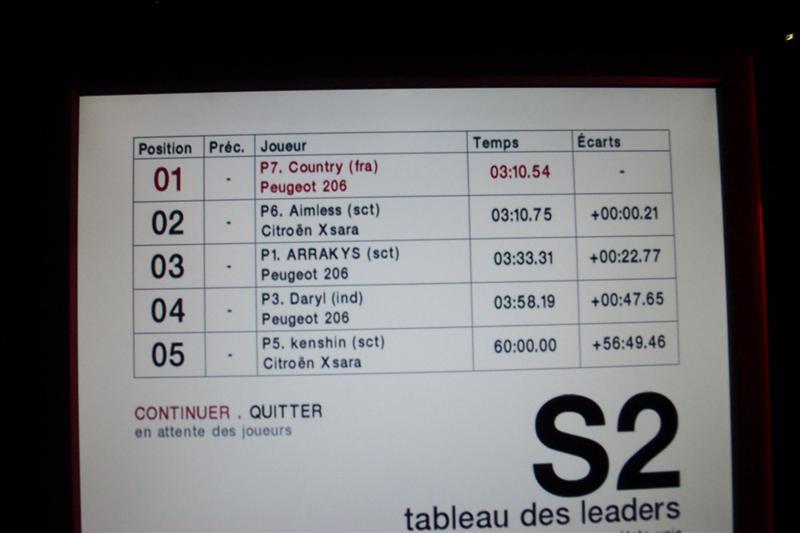 Position Préc. Joueur Temps Écarts
01 - P7. Country (fra) 03:10.54 -
Peugeot 206
02 - P6. Aimless (sct) 03:10.75 +00:00.21
Citroën Xsara
03 - P1. ARRAKYS (sct) 03:33.31 +00:22.77
Peugeot 206
04 - P3. Daryl (ind) 03:58.19 +00:47.65
Peugeot 206
05 - P5. kenshin (sct) 60:00.00 +56:49.46
Citroën Xsara
CONTINUER . QUITTER
en attente des joueurs
S2
tableau des leaders